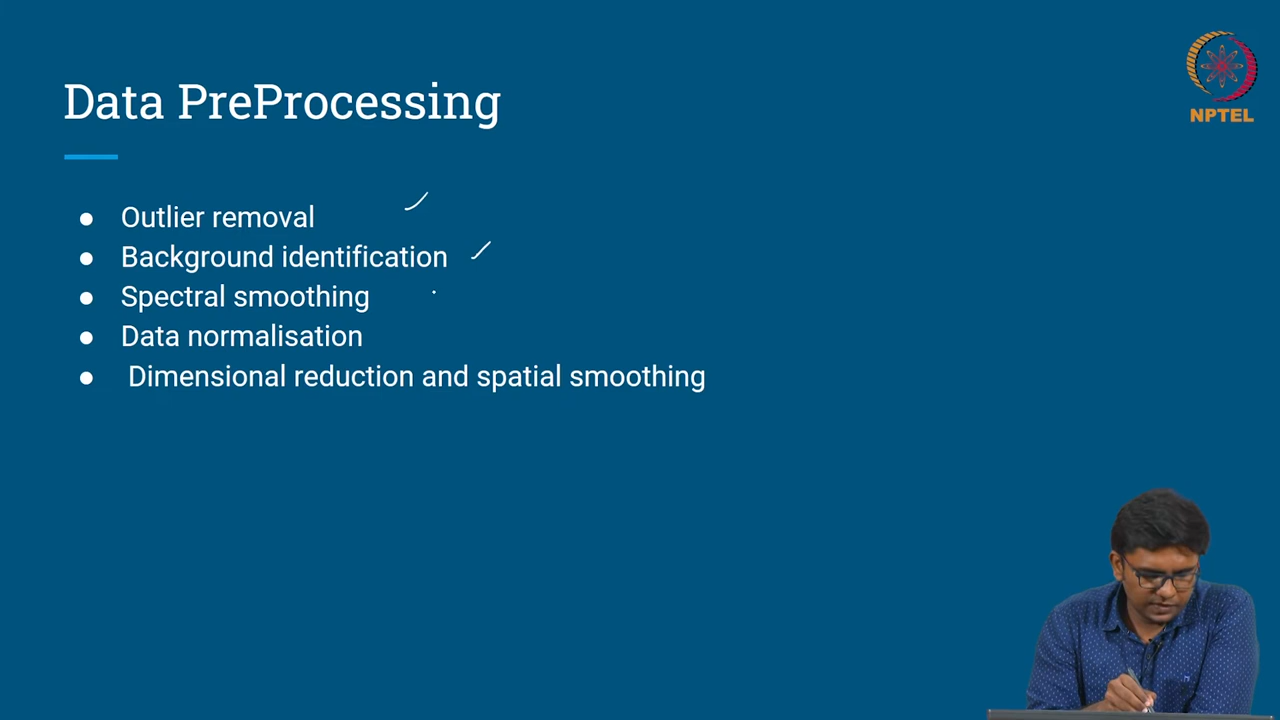 Data PreProcessing
NPTEL
● Outlier removal
● Background identification
● Spectral smoothing
● Data normalisation
● Dimensional reduction and spatial smoothing